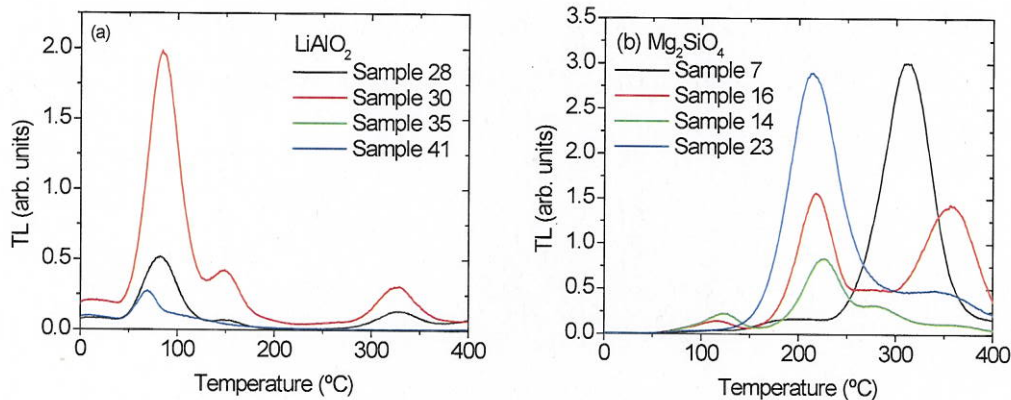 (a)
LiAlO₂
Sample 28
Sample 30
Sample 35
Sample 41
TL (arb. units)
2.0
1.5
1.0
0.5
0.0
0 100 200 300 400
Temperature (ºC)
(b) Mg₂SiO₄
Sample 7
Sample 16
Sample 14
Sample 23
TL (arb. units)
3.5
3.0
2.5
2.0
1.5
1.0
0.5
0.0
0 100 200 300 400
Temperature (ºC)